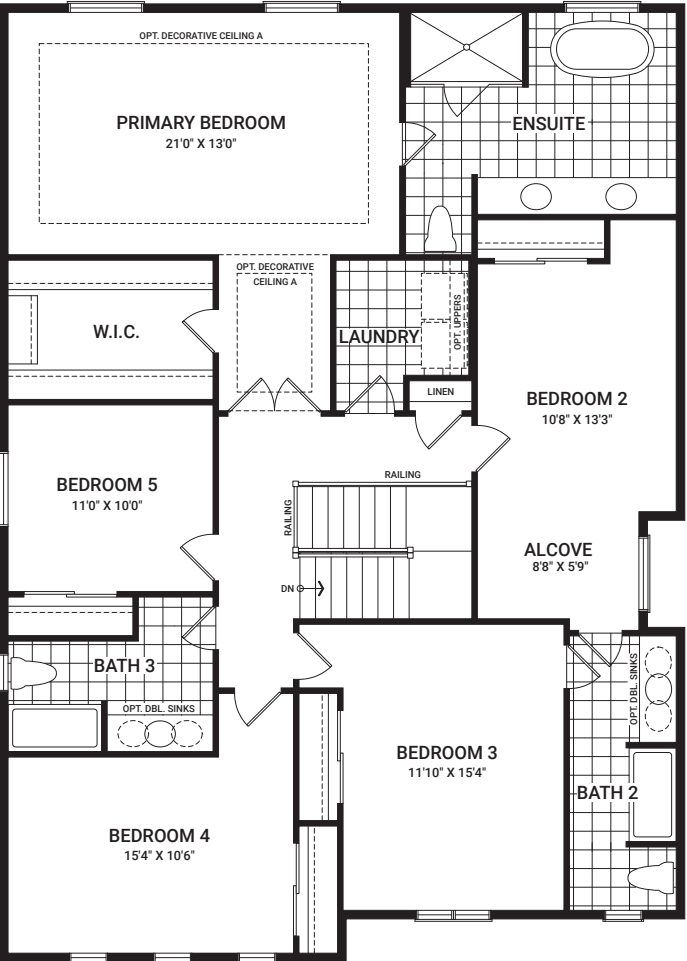 OPT. DECORATIVE CEILING A
PRIMARY BEDROOM
21'0" X 13'0"
ENSUITE
OPT. DECORATIVE
CEILING A
W.I.C.
LAUNDRY
OPT. UPPERS
LINEN
BEDROOM 2
10'8" X 13'3"
BEDROOM 5
11'0" X 10'0"
RAILING
RAILING
ALCOVE
8'8" X 5'9"
DN
BATH 3
OPT. DBL. SINKS
OPT. DBL. SINKS
BEDROOM 3
11'10" X 15'4"
BATH 2
BEDROOM 4
15'4" X 10'6"